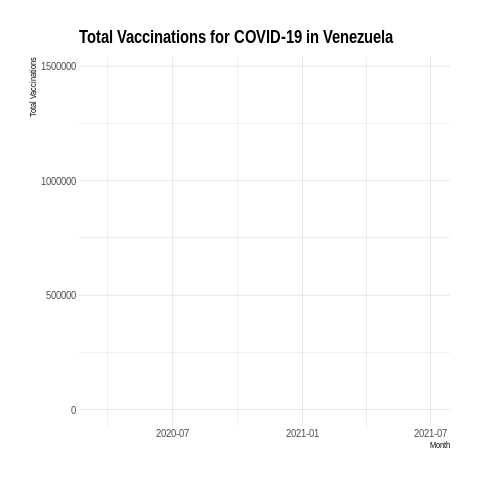 Total Vaccinations for COVID-19 in Venezuela
Total Vaccinations
1500000
1000000
500000
0
2020-07 2021-01 2021-07
Month